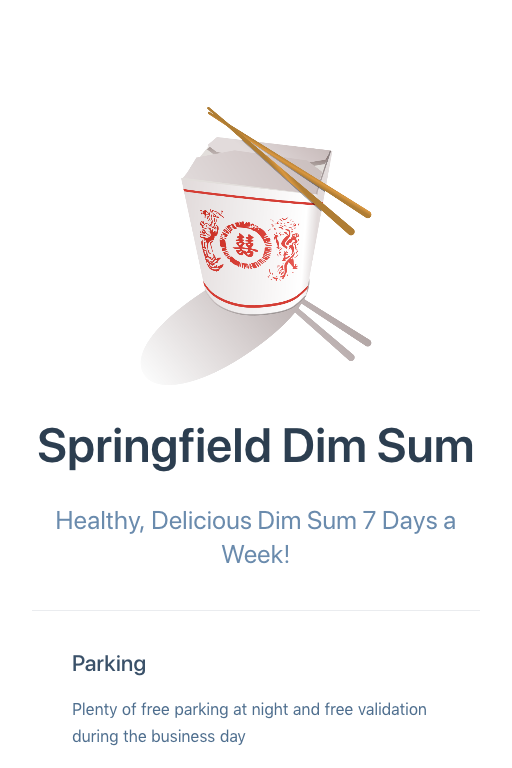 囍
Springfield Dim Sum
Healthy, Delicious Dim Sum 7 Days a
Week!
Parking
Plenty of free parking at night and free validation
during the business day